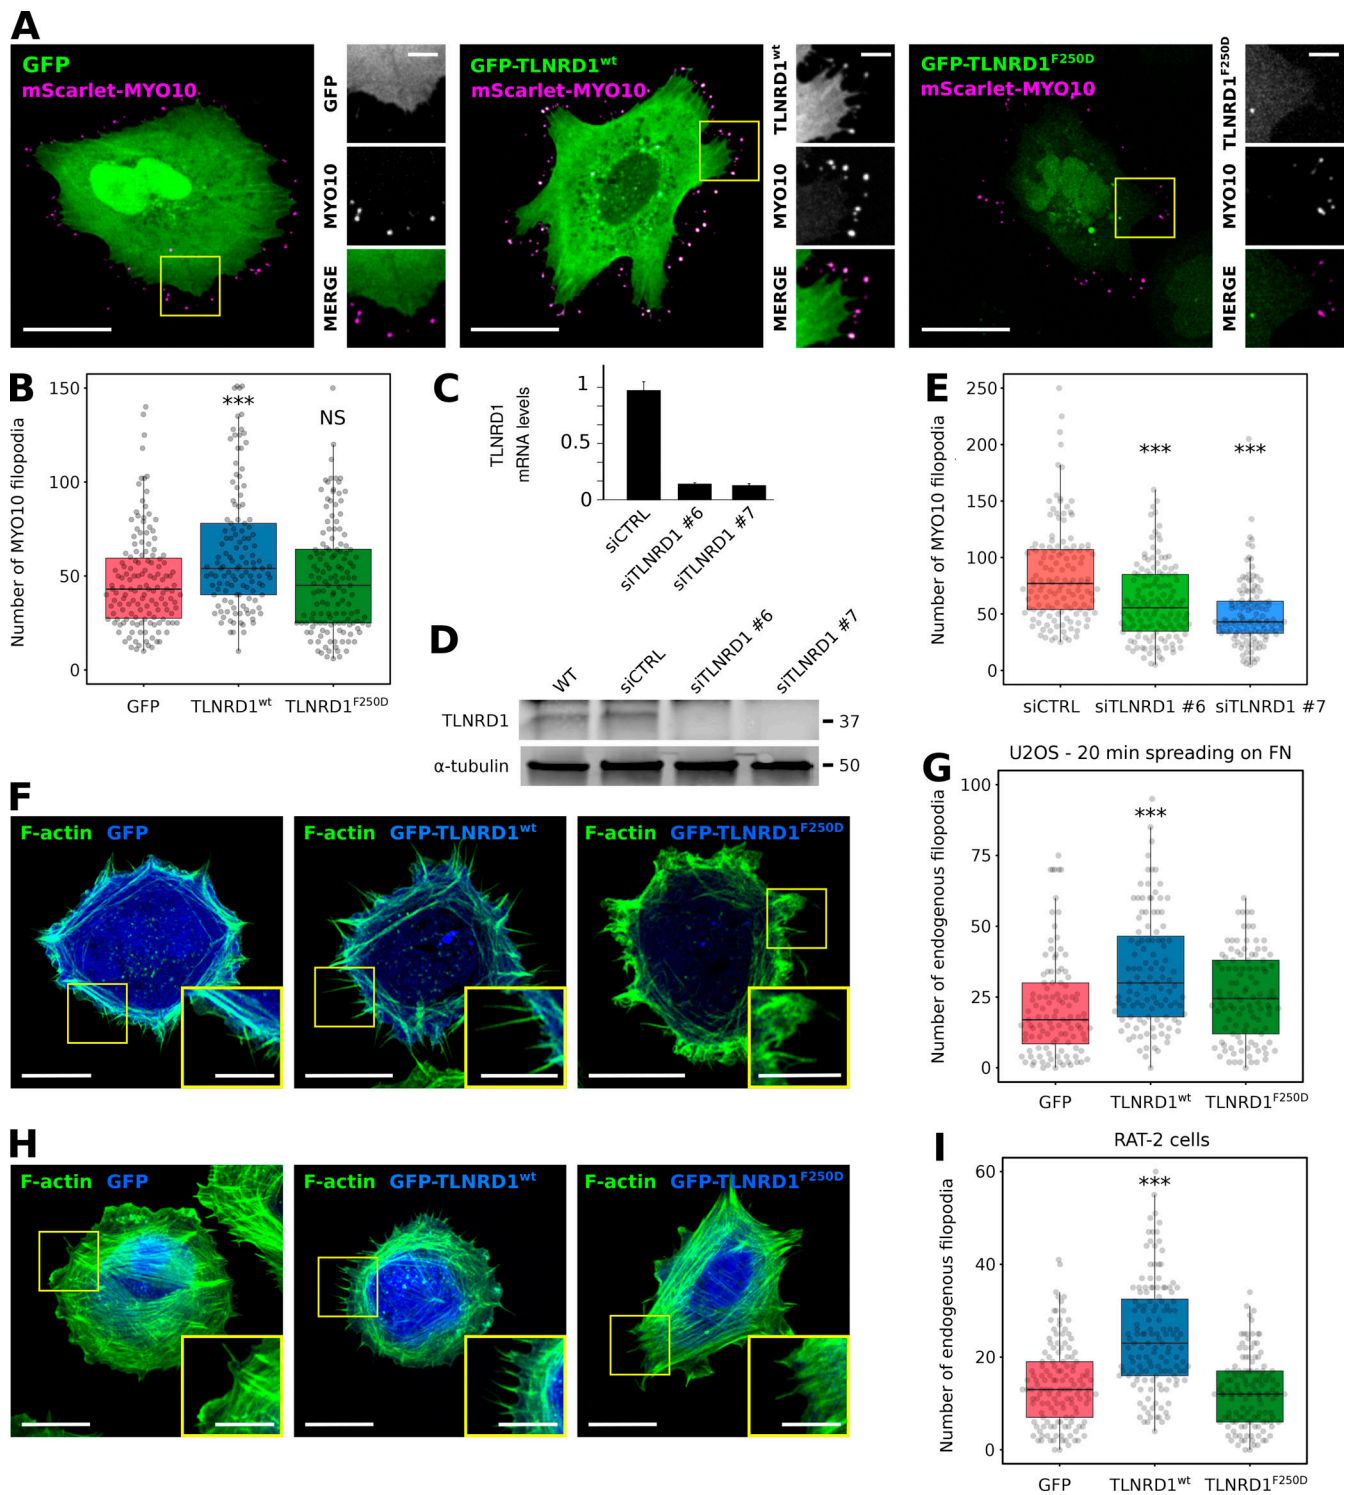 A
GFP
mScarlet-MYO10
GFP
MYO10
MERGE
GFP-TLNRD1wt
mScarlet-MYO10
TLNRD1wt
MYO10
MERGE
GFP-TLNRD1F250D
mScarlet-MYO10
TLNRD1F250D
MYO10
MERGE
B
Number of MYO10 filopodia
150
100
50
0
***
NS
GFP
TLNRD1wt
TLNRD1F250D
C
TLNRD1
mRNA levels
1
0.5
0
siCTRL
siTLNRD1 #6
siTLNRD1 #7
D
WT
siCTRL
siTLNRD1 #6
siTLNRD1 #7
TLNRD1
37
α-tubulin
50
E
Number of MYO10 filopodia
250
200
150
100
50
0
***
***
siCTRL
siTLNRD1 #6
siTLNRD1 #7
F
F-actin GFP
F-actin GFP-TLNRD1wt
F-actin GFP-TLNRD1F250D
G
U2OS - 20 min spreading on FN
Number of endogenous filopodia
100
75
50
25
0
***
GFP
TLNRD1wt
TLNRD1F250D
H
F-actin GFP
F-actin GFP-TLNRD1wt
F-actin GFP-TLNRD1F250D
I
RAT-2 cells
Number of endogenous filopodia
60
40
20
0
***
GFP
TLNRD1wt
TLNRD1F250D